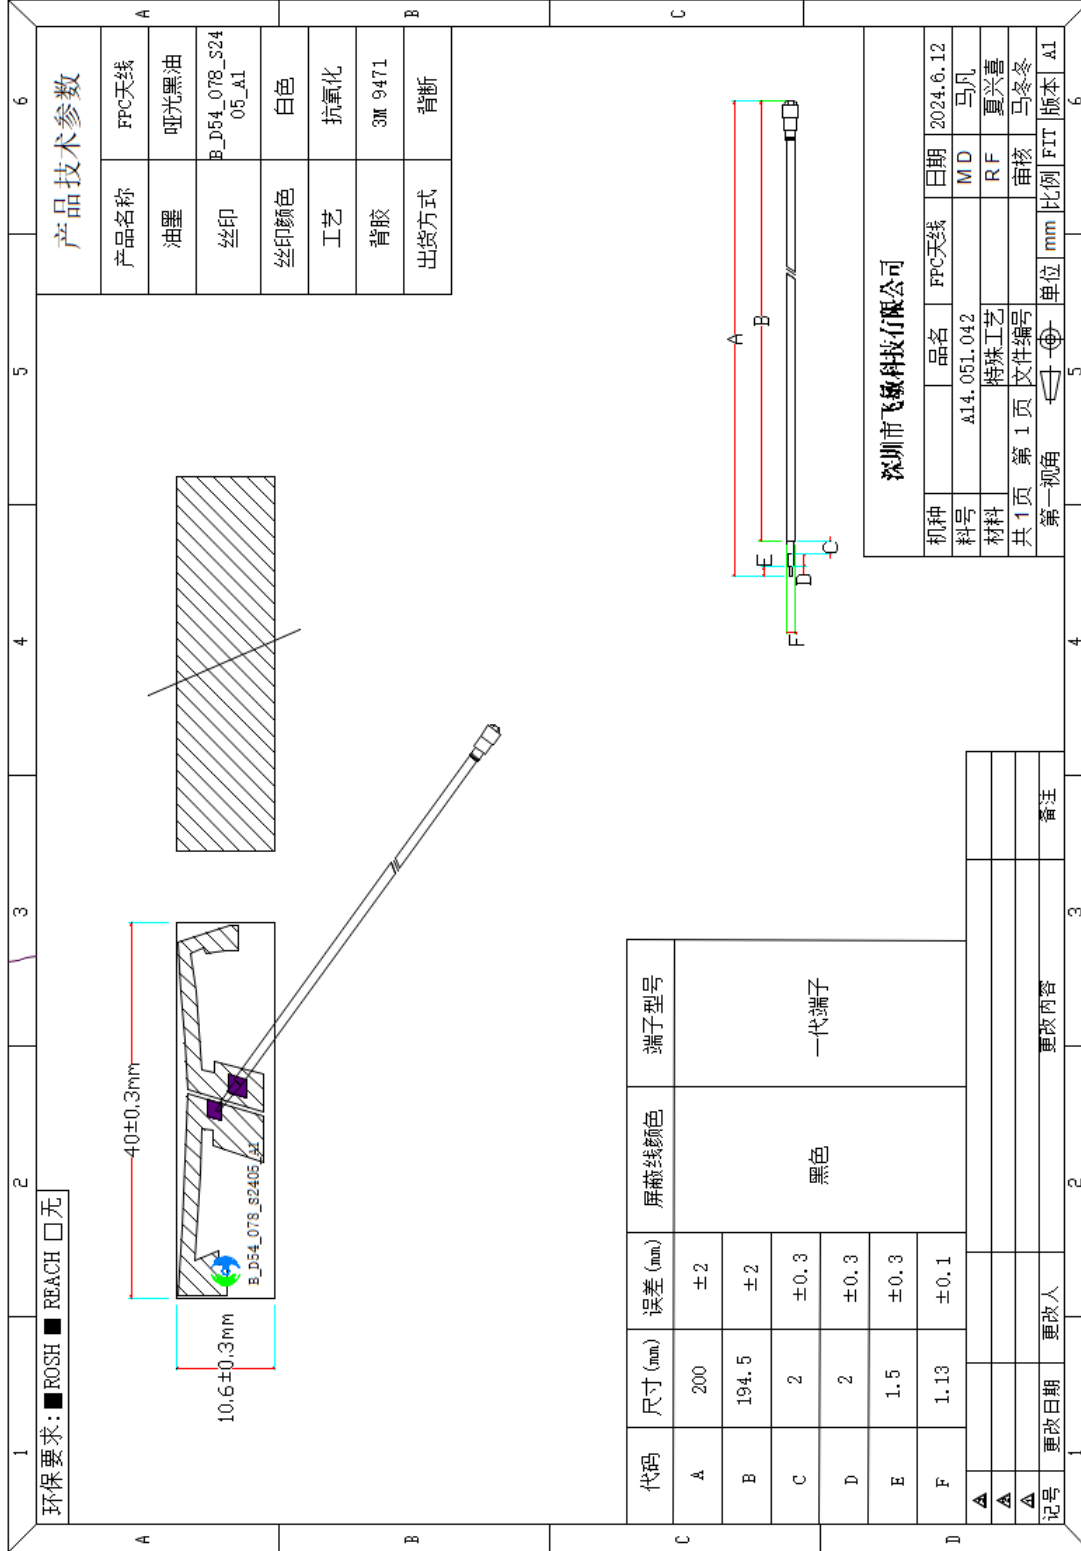 1 2 3 4 5 6
环保要求: ■ROSH ■ REACH □无
产品技术参数
产品名称 FPC天线
油墨 哑光黑油
丝印 B_D54_078_S24
05_A1
丝印颜色 白色
工艺 抗氧化
背胶 3M 9471
出货方式 背断
A
B
C
D
A
B
C
40±0.3mm
10.6±0.3mm
B_D54_078_S2405_A1
A
B
C
D
E
F
代码 尺寸(mm) 误差(mm) 屏蔽线颜色 端子型号
A 200 ±2 黑色 一代端子
B 194.5 ±2
C 2 ±0.3
D 2 ±0.3
E 1.5 ±0.3
F 1.13 ±0.1
记号 更改日期 更改人 更改内容 备注
深圳市飞敏科技有限公司
机种 品名 FPC天线 日期 2024.6.12
料号 A14.051.042 MD 马凡
材料 特殊工艺 RF 夏兴喜
共1页 第1页 文件编号 审核 马冬冬
第一视角 单位 mm 比例 FIT 版本 A1
1 2 3 4 5 6